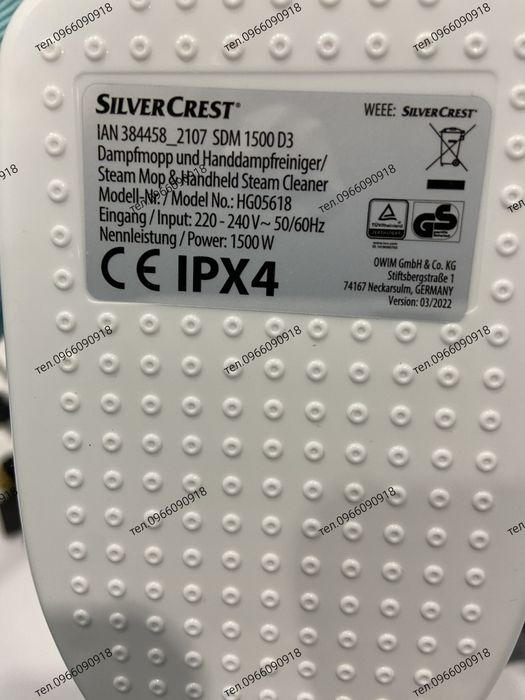 SILVERCREST®
IAN 384458_2107 SDM 1500 D3
Dampfmopp und Handdampfreiniger/
Steam Mop & Handheld Steam Cleaner
Modell-Nr. / Model No.: HG05618
Eingang / Input: 220 - 240 V~ 50/60Hz
Nennleistung / Power: 1500 W
CE IPX4
WEEE: SILVERCREST®
TÜVRheinland
GS
OWIM GmbH & Co. KG
Stiftsbergstraße 1
74167 Neckarsulm, GERMANY
Version: 03/2022
тел.0966090918